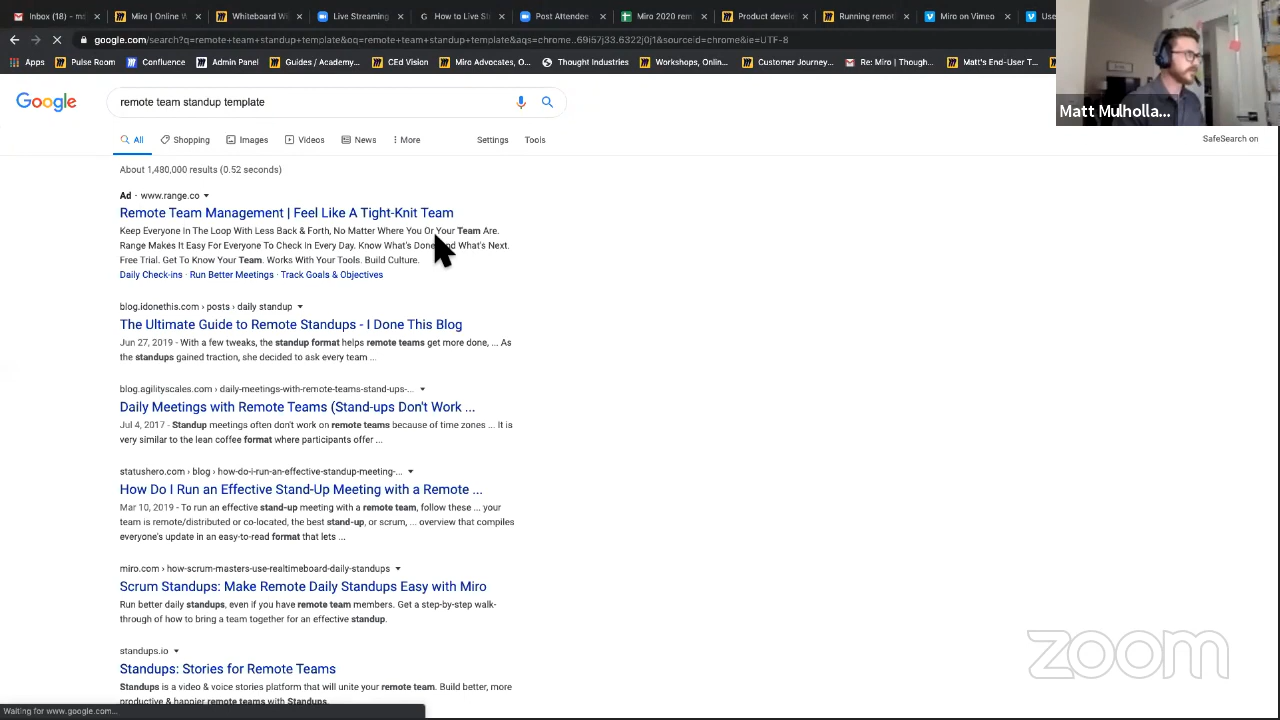 Inbox (18) - m
Miro | Online W
Whiteboard Wi
Live Streaming
How to Live St
Post Attendee
Miro 2020 rem
Product develo
Running remot
Miro on Vimeo
Use
google.com/search?q=remote+team+standup+template&oq=remote+team+standup+template&aqs=chrome..69i57j33.6322j0j1&sourceid=chrome&ie=UTF-8
Apps
Pulse Room
Confluence
Admin Panel
Guides / Academy...
CEd Vision
Miro Advocates, O...
Thought Industries
Workshops, Onlin...
Customer Journey...
Re: Miro | Though...
Matt's End-User T...
Matt Mulholla...
Google
remote team standup template
All
Shopping
Images
Videos
News
More
Settings
Tools
SafeSearch on
About 1,480,000 results (0.52 seconds)
Ad · www.range.co
Remote Team Management | Feel Like A Tight-Knit Team
Keep Everyone In The Loop With Less Back & Forth, No Matter Where You Or Your Team Are.
Range Makes It Easy For Everyone To Check In Every Day. Know What's Done And What's Next.
Free Trial. Get To Know Your Team. Works With Your Tools. Build Culture.
Daily Check-ins · Run Better Meetings · Track Goals & Objectives
blog.idonethis.com › posts › daily standup
The Ultimate Guide to Remote Standups - I Done This Blog
Jun 27, 2019 - With a few tweaks, the standup format helps remote teams get more done, ... As
the standups gained traction, she decided to ask every team ...
blog.agilityscales.com › daily-meetings-with-remote-teams-stand-ups-...
Daily Meetings with Remote Teams (Stand-ups Don't Work ...
Jul 4, 2017 - Standup meetings often don't work on remote teams because of time zones ... It is
very similar to the lean coffee format where participants offer ...
statushero.com › blog › how-do-i-run-an-effective-standup-meeting-...
How Do I Run an Effective Stand-Up Meeting with a Remote ...
Mar 10, 2019 - To run an effective stand-up meeting with a remote team, follow these ... your
team is remote/distributed or co-located, the best stand-up, or scrum, ... overview that compiles
everyone's update in an easy-to-read format that lets ...
miro.com › how-scrum-masters-use-realtimeboard-daily-standups
Scrum Standups: Make Remote Daily Standups Easy with Miro
Run better daily standups, even if you have remote team members. Get a step-by-step walk-
through of how to bring a team together for an effective standup.
standups.io
Standups: Stories for Remote Teams
Standups is a video & voice stories platform that will unite your remote team. Build better, more
productive & happier remote teams with Standups.
zoom
Waiting for www.google.com...